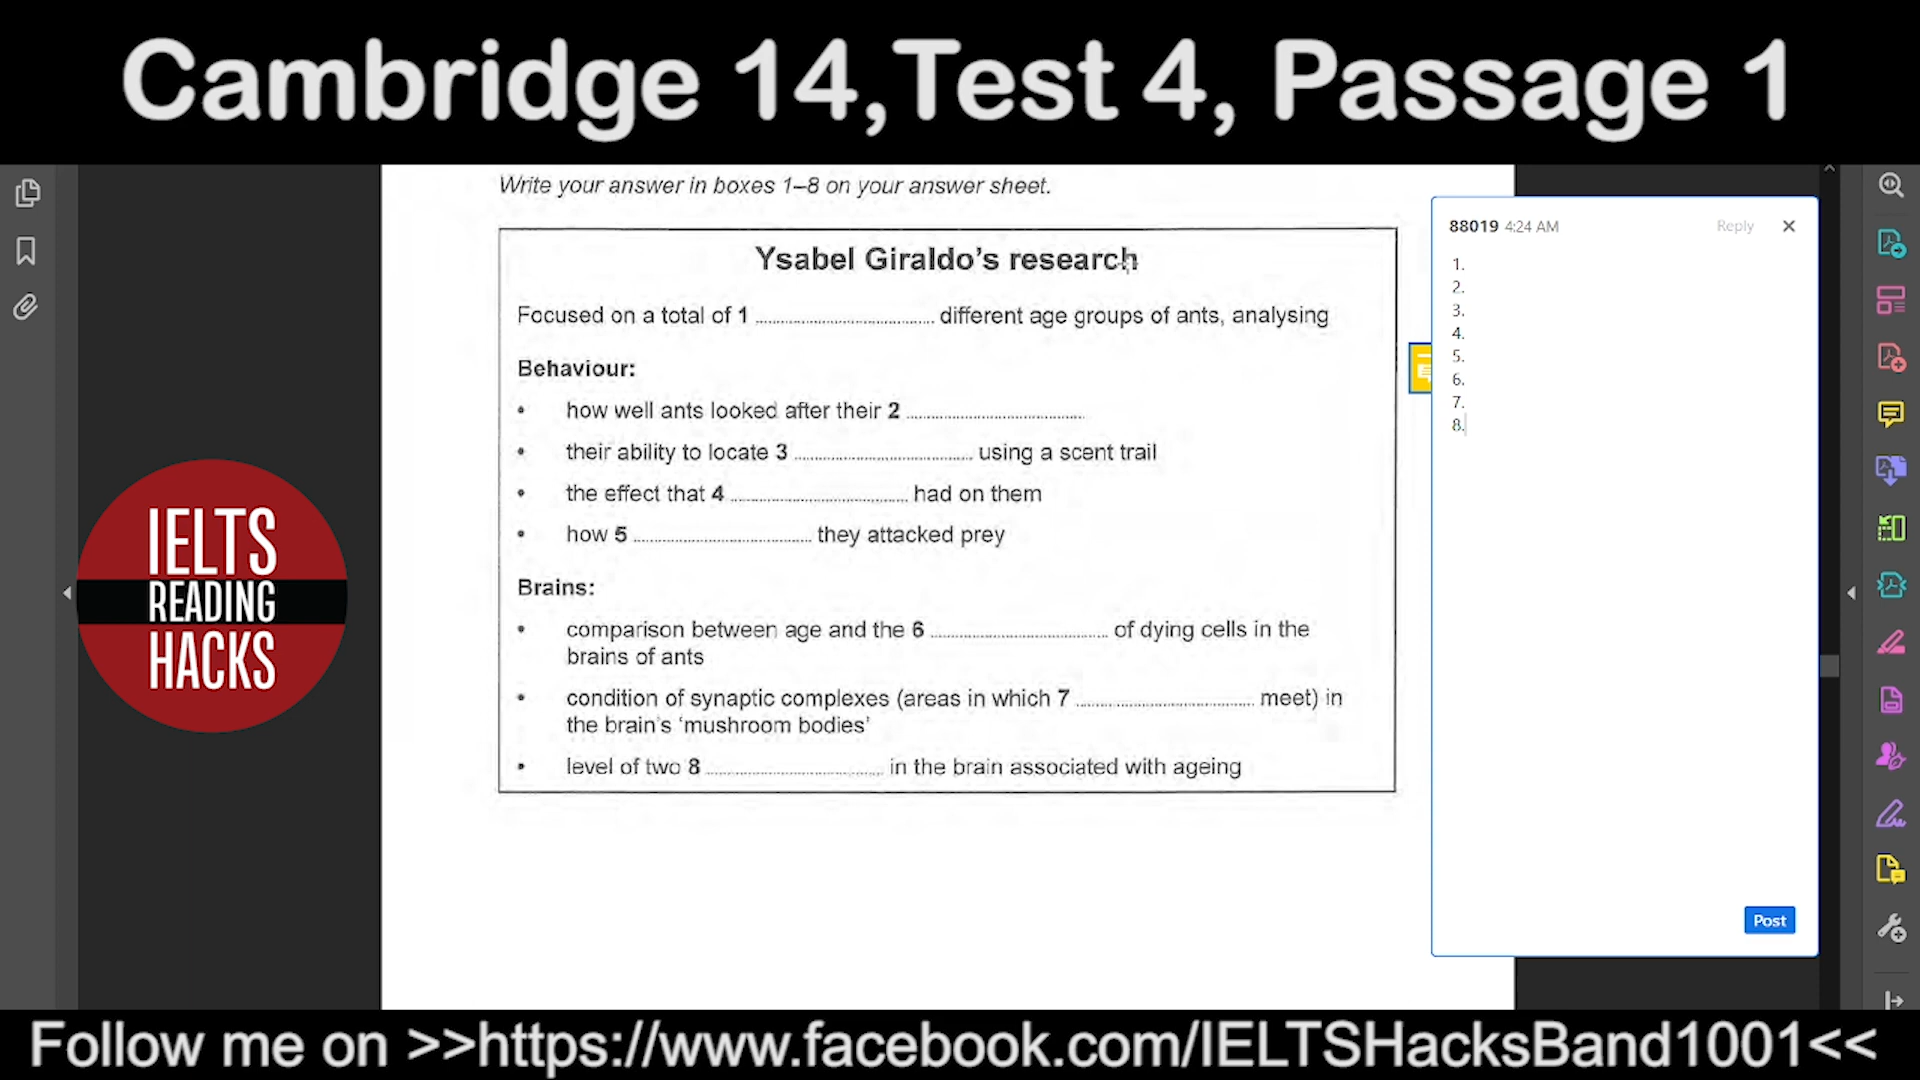 Cambridge 14,Test 4, Passage 1
Write your answer in boxes 1–8 on your answer sheet.
Ysabel Giraldo's research
Focused on a total of 1 .................... different age groups of ants, analysing
Behaviour:
• how well ants looked after their 2 ....................
• their ability to locate 3 .................... using a scent trail
• the effect that 4 .................... had on them
• how 5 .................... they attacked prey
Brains:
• comparison between age and the 6 .................... of dying cells in the
brains of ants
• condition of synaptic complexes (areas in which 7 .................... meet) in
the brain's 'mushroom bodies'
• level of two 8 .................... in the brain associated with ageing
88019 4:24 AM Reply
1.
2.
3.
4.
5.
6.
7.
8.
Post
IELTS
READING
HACKS
Follow me on >>https://www.facebook.com/IELTSHacksBand1001<<